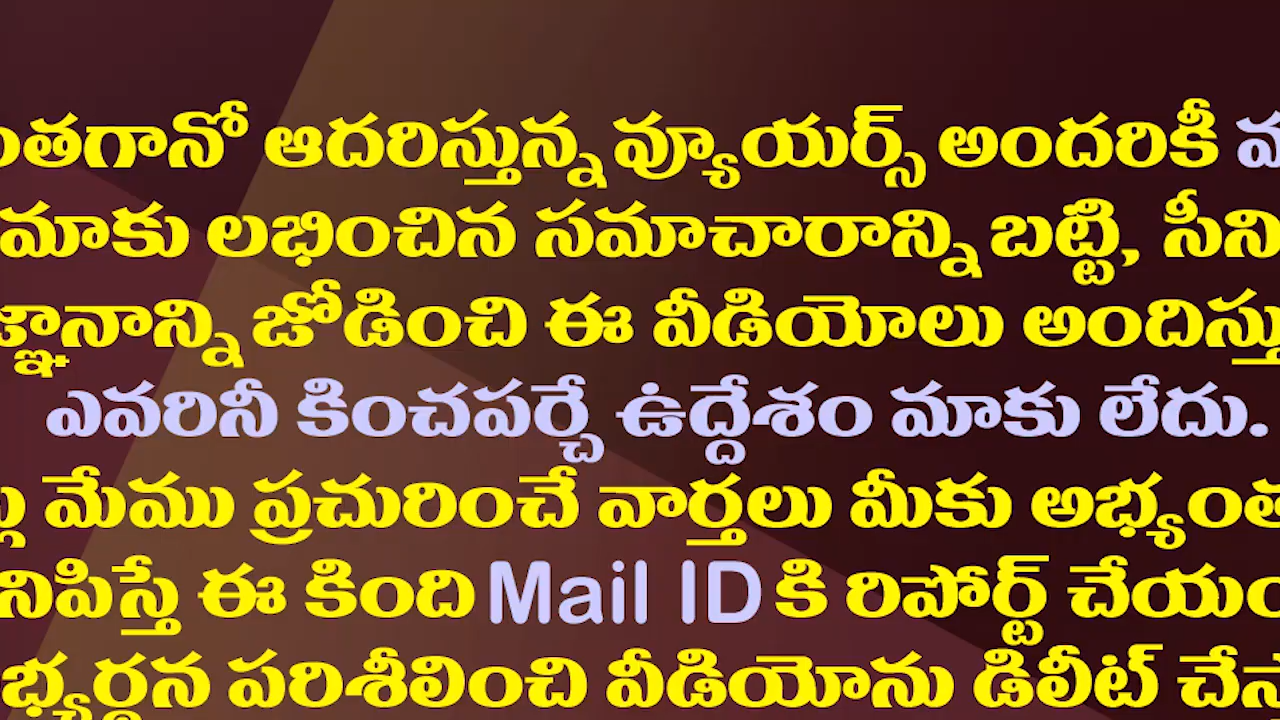 ఆదరిస్తున్న వ్యూయర్స్ అందరికీ
మాకు లభించిన సమాచారాన్ని బట్టి,
జోడించి ఈ వీడియోలు
ఎవరినీ కించపర్చే ఉద్దేశం మాకు లేదు.
మేము ప్రచురించే వార్తలు మీకు
ఈ కింది Mail ID కి రిపోర్ట్
పరిశీలించి వీడియోను డిలీట్